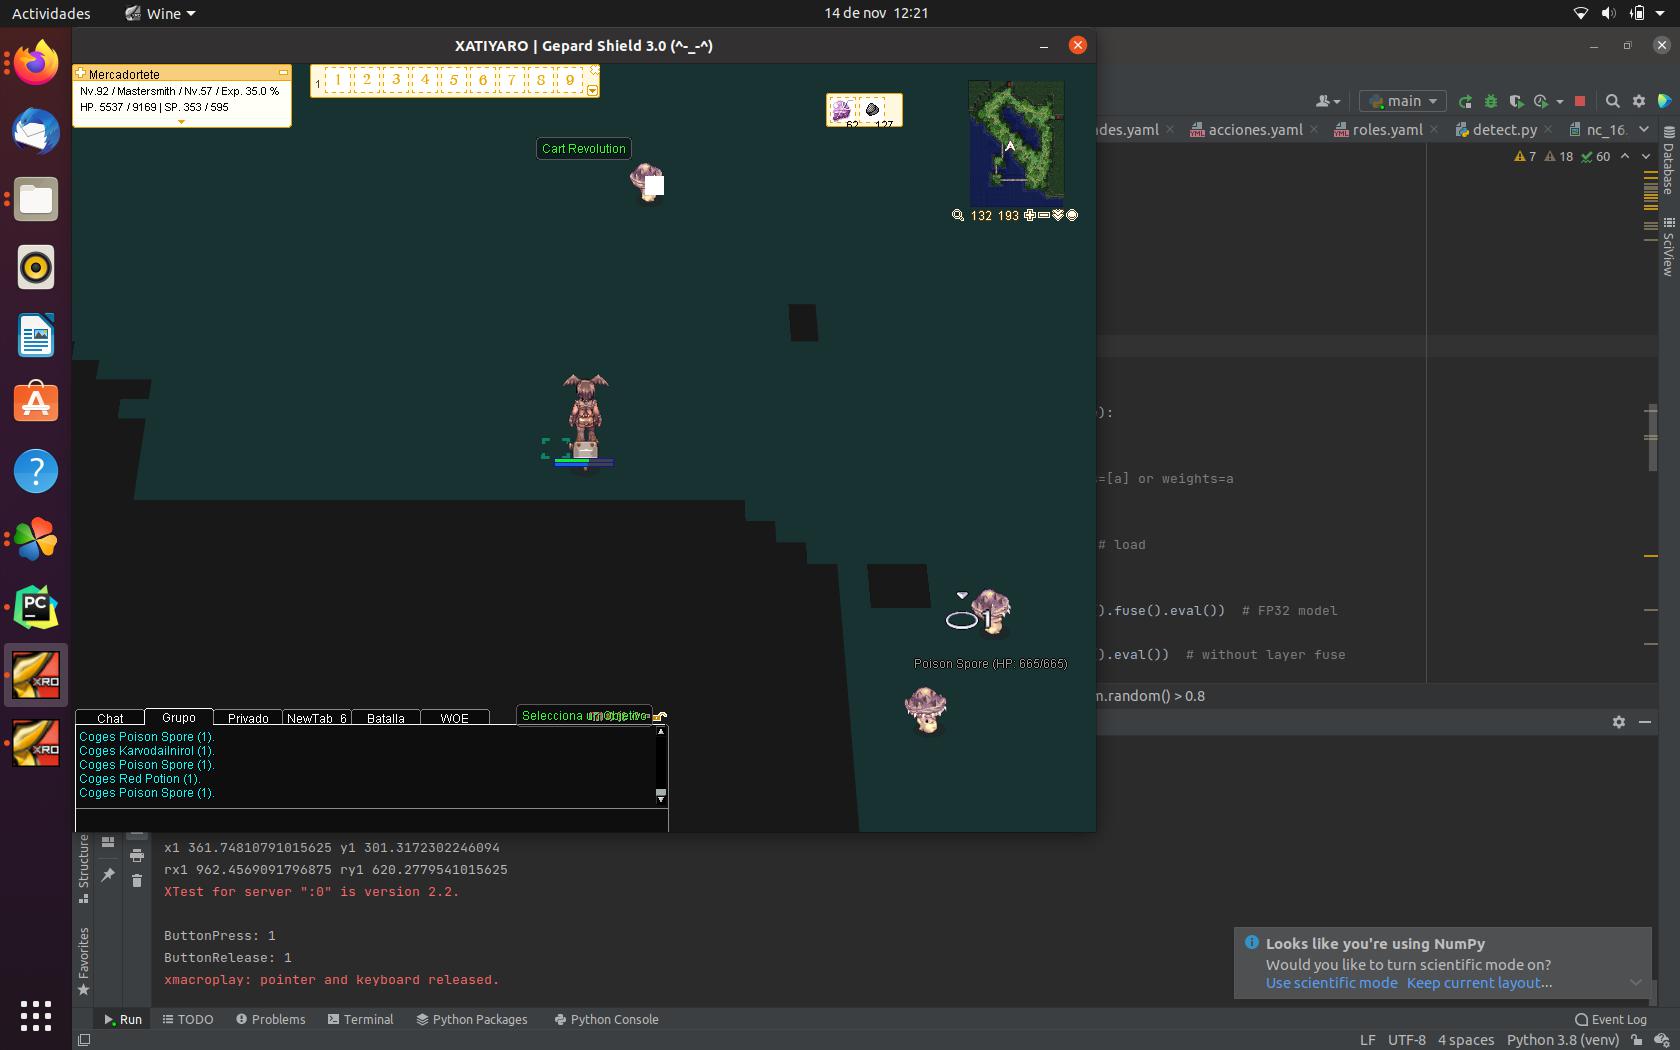 Actividades
Wine
14 de nov 12:21
XATIYARO | Gepard Shield 3.0 (^-_-^)
Mercadortete
Nv.92 / Mastersmith / Nv.57 / Exp. 35.0 %
HP. 5537 / 9169 | SP. 353 / 595
1 1 2 3 4 5 6 7 8 9
62 127
Cart Revolution
132 193
main
des.yaml
acciones.yaml
roles.yaml
detect.py
nc_16.
7 18 60
Database
SciView
):
=[a] or weights=a
# load
).fuse().eval()) # FP32 model
).eval()) # without layer fuse
m.random() > 0.8
1
Poison Spore (HP: 665/665)
Chat
Grupo
Privado
NewTab_6
Batalla
WOE
Selecciona un Objetivo
Coges Poison Spore (1).
Coges Karvodailnirol (1).
Coges Poison Spore (1).
Coges Red Potion (1).
Coges Poison Spore (1).
PC
XRO
XRO
Structure
Favorites
x1 361.74810791015625 y1 301.3172302246094
rx1 962.4569091796875 ry1 620.2779541015625
XTest for server ":0" is version 2.2.
ButtonPress: 1
ButtonRelease: 1
xmacroplay: pointer and keyboard released.
Looks like you're using NumPy
Would you like to turn scientific mode on?
Use scientific mode Keep current layout...
Run
TODO
Problems
Terminal
Python Packages
Python Console
Event Log
LF UTF-8 4 spaces Python 3.8 (venv)